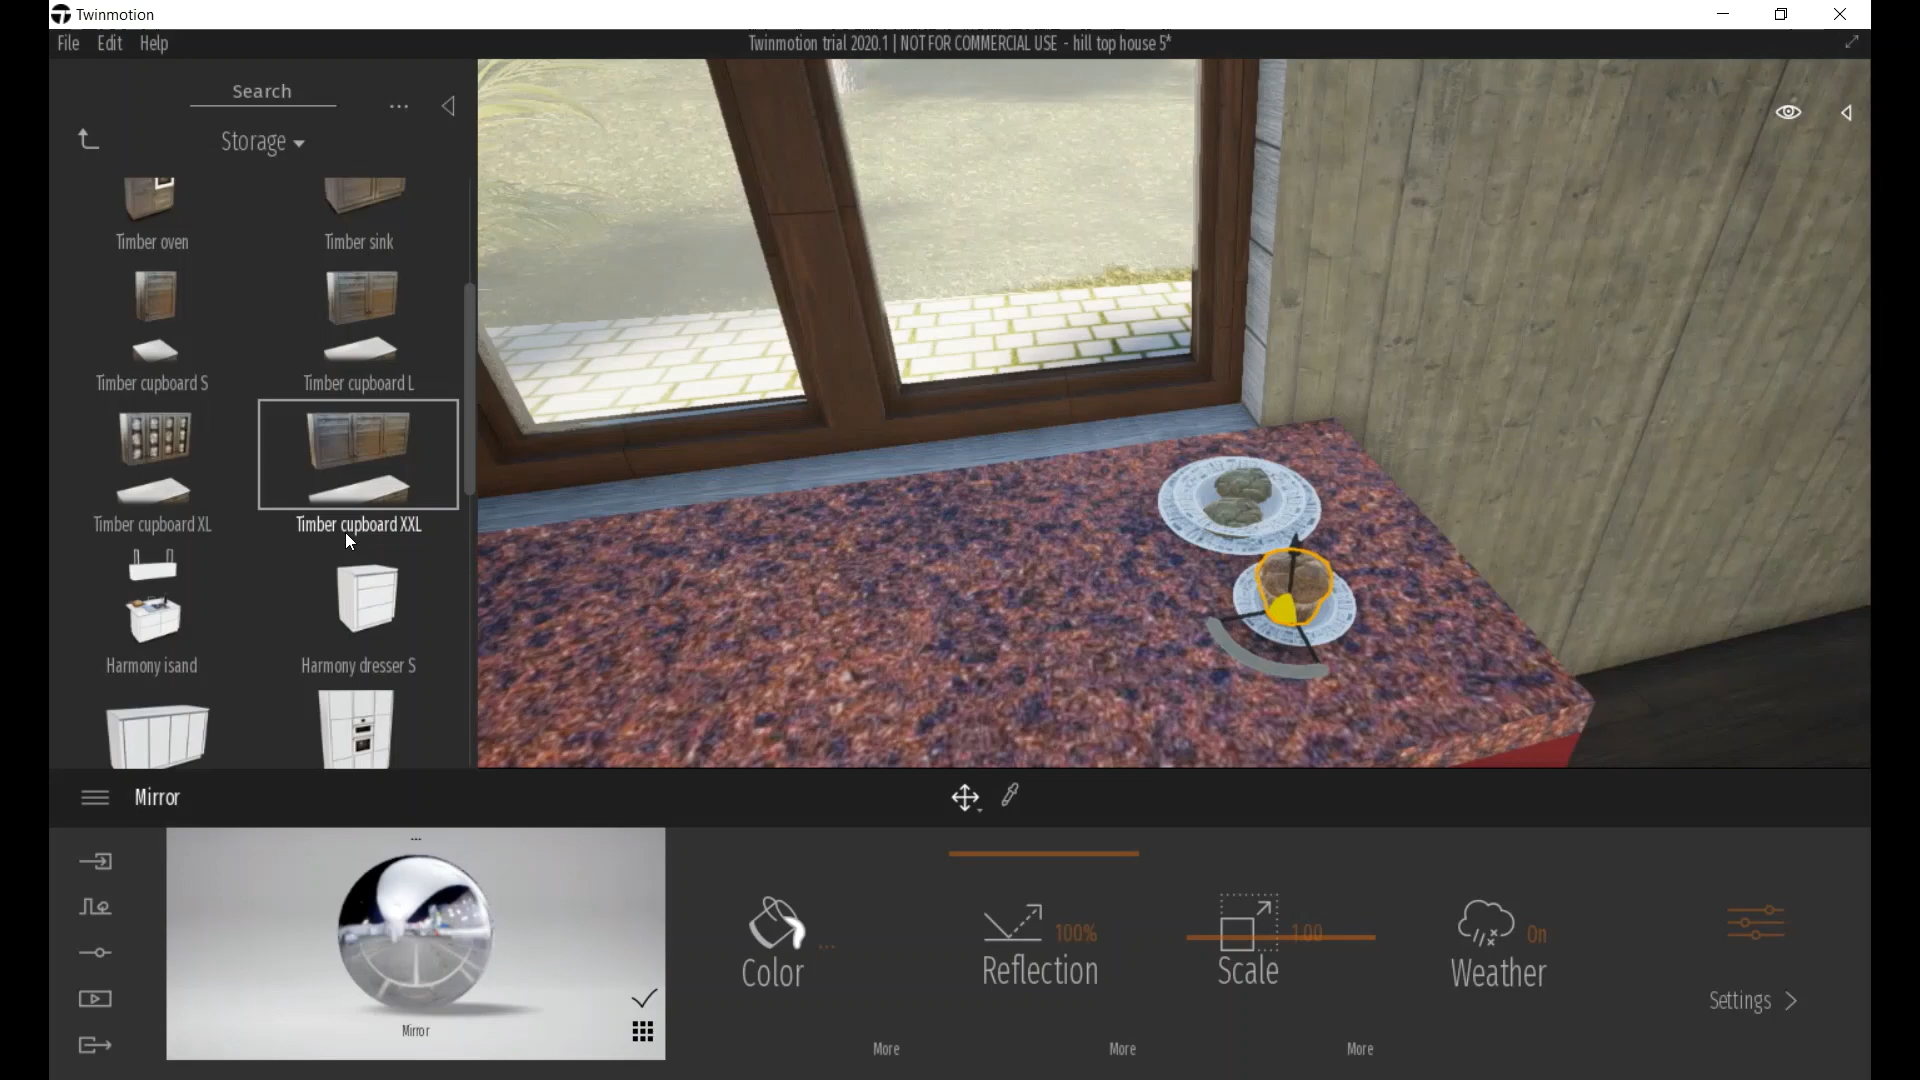 Twinmotion
File Edit Help
Twinmotion trial 2020.1 | NOT FOR COMMERCIAL USE - hill top house 5*
Search
...
Storage
Timber oven
Timber sink
Timber cupboard S
Timber cupboard L
Timber cupboard XL
Timber cupboard XXL
Harmony isand
Harmony dresser S
Mirror
...
Mirror
Color
...
Reflection
100%
Scale
1.00
Weather
On
Settings
More
More
More